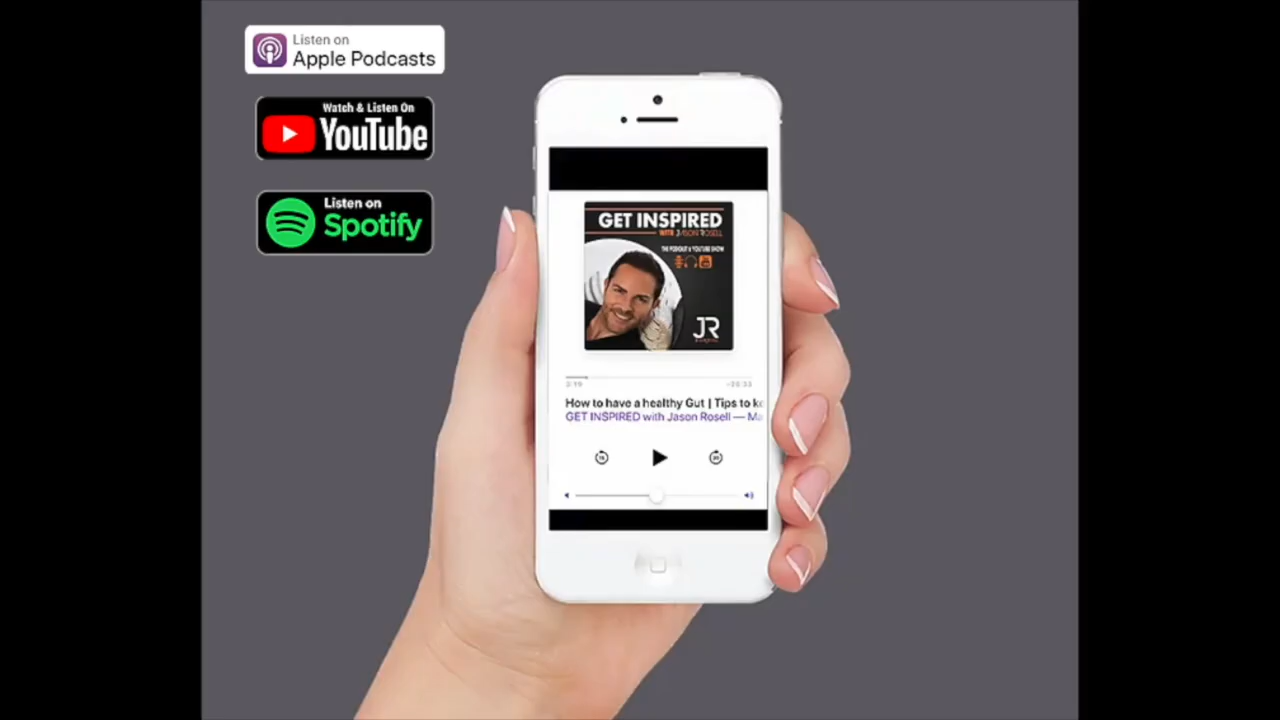 Listen on
Apple Podcasts
Watch & Listen On
YouTube
Listen on
Spotify
GET INSPIRED
WITH JASON ROSELL
THE PODCAST & YOUTUBE SHOW
JR
How to have a healthy Gut | Tips to
GET INSPIRED with Jason Rosell — Ma